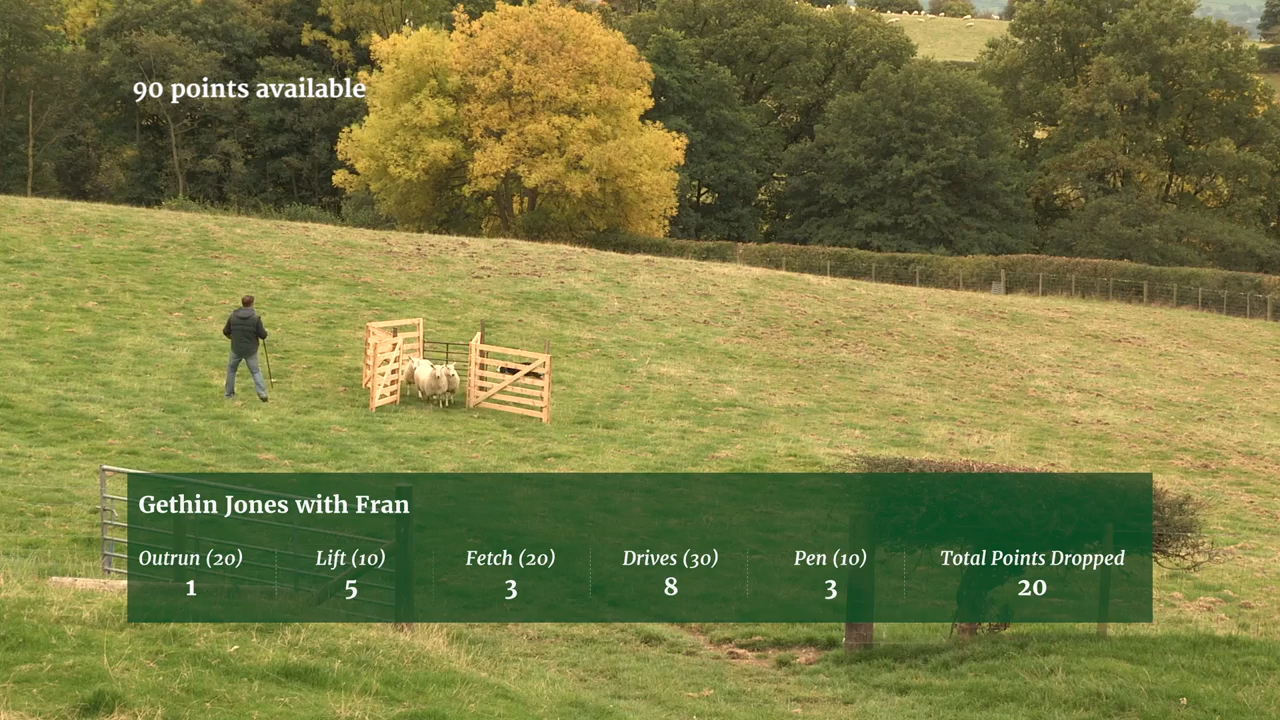 90 points available
Gethin Jones with Fran
Outrun (20) Lift (10) Fetch (20) Drives (30) Pen (10) Total Points Dropped
1 5 3 8 3 20